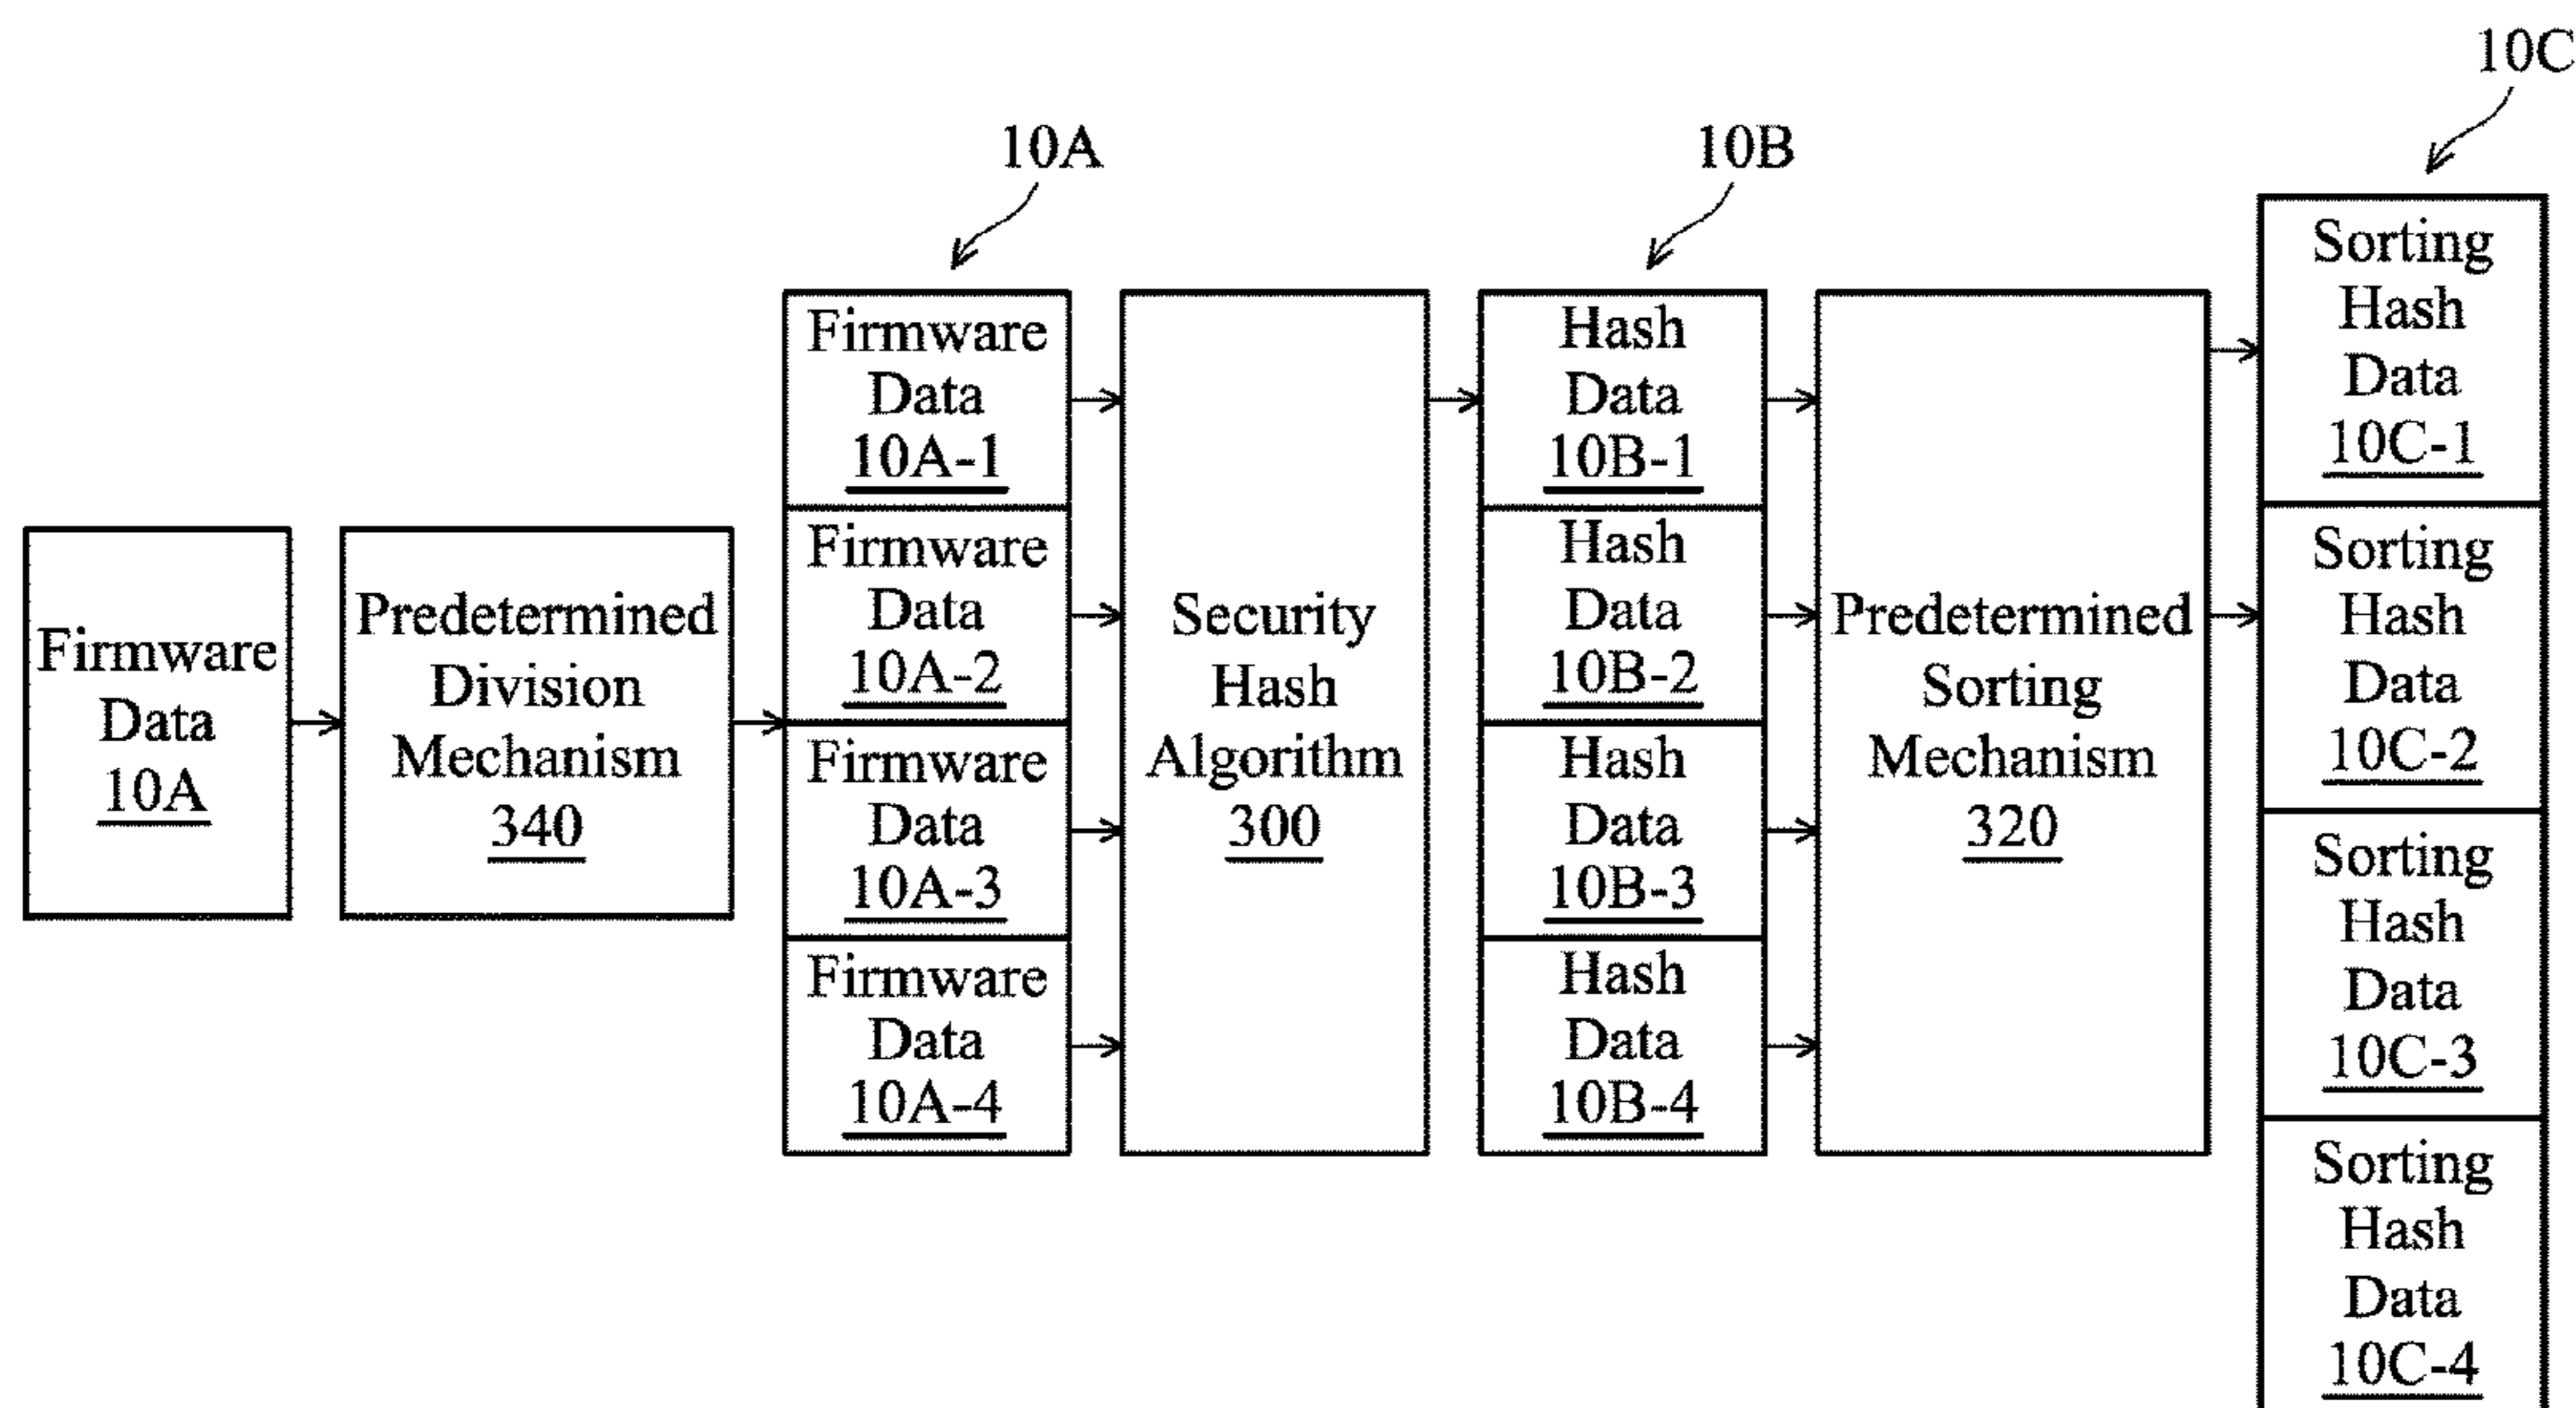 10C
10A
10B
Firmware
Data
10A
Predetermined
Division
Mechanism
340
Firmware
Data
10A-1
Firmware
Data
10A-2
Firmware
Data
10A-3
Firmware
Data
10A-4
Security
Hash
Algorithm
300
Hash
Data
10B-1
Hash
Data
10B-2
Hash
Data
10B-3
Hash
Data
10B-4
Predetermined
Sorting
Mechanism
320
Sorting
Hash
Data
10C-1
Sorting
Hash
Data
10C-2
Sorting
Hash
Data
10C-3
Sorting
Hash
Data
10C-4